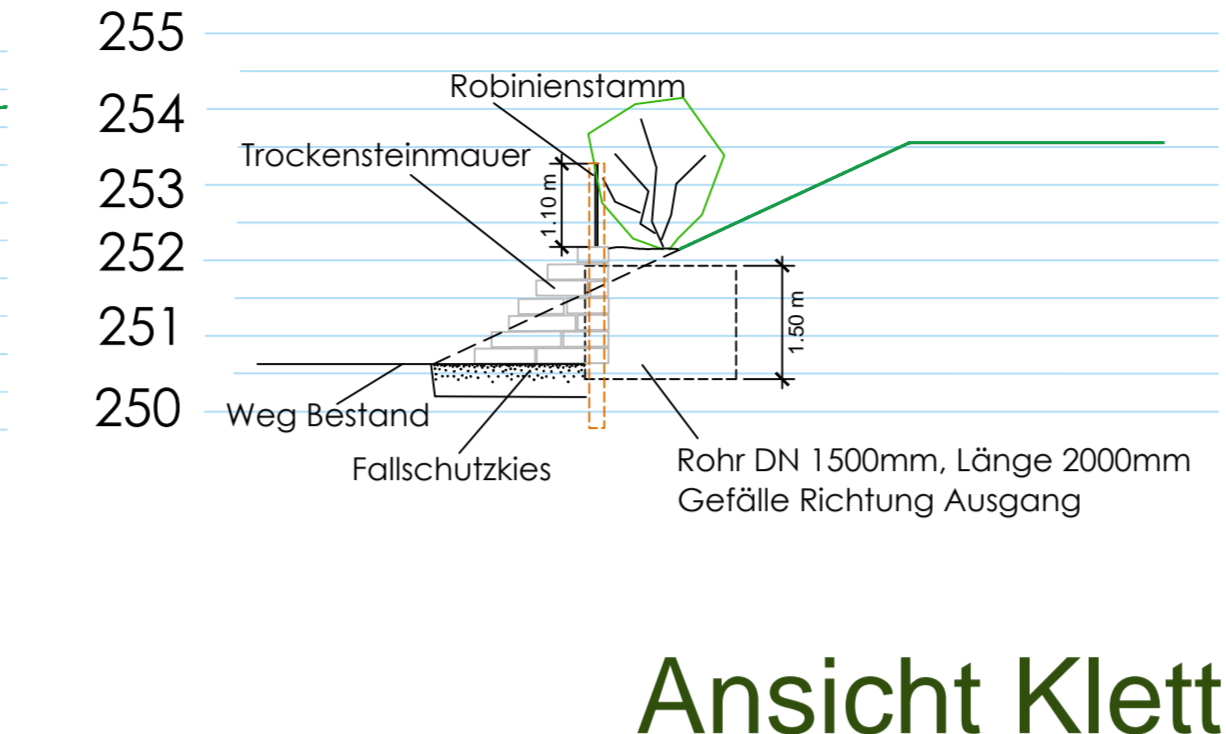 255
Robinienstamm
254
Trockensteinmauer
253
1.10 m
252
251
1.50 m
250
Weg Bestand
Fallschutzkies
Rohr DN 1500mm, Länge 2000mm
Gefälle Richtung Ausgang
Ansicht Klett